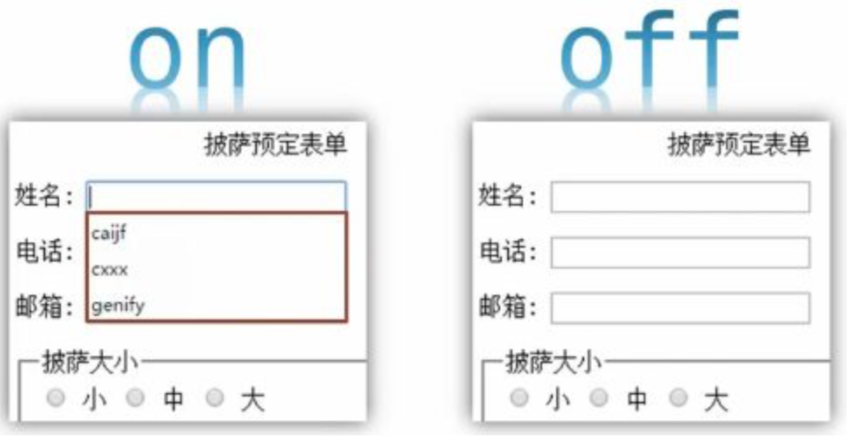 on
披萨预定表单
姓名：
caijf
电话：
cxxx
邮箱：
genify
披萨大小
小 中 大
off
披萨预定表单
姓名：
电话：
邮箱：
披萨大小
小 中 大